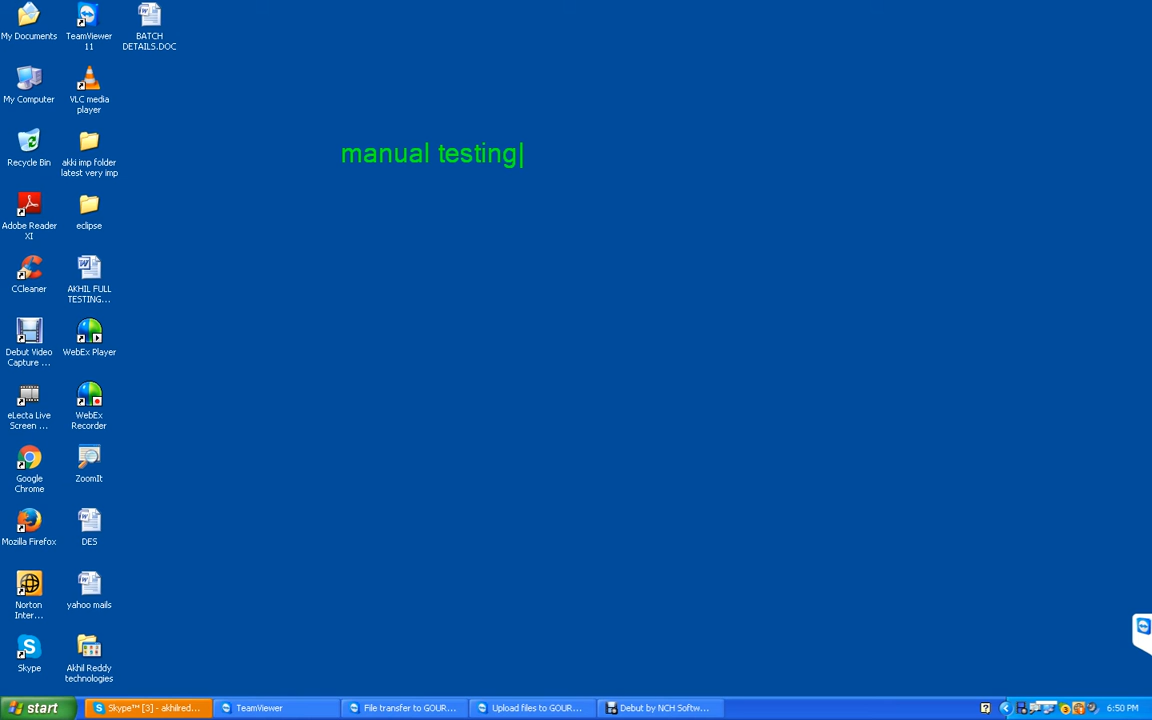 My Documents
TeamViewer
11
BATCH
DETAILS.DOC
My Computer
VLC media
player
manual testing
Recycle Bin
akki imp folder
latest very imp
Adobe Reader
XI
eclipse
CCleaner
AKHIL FULL
TESTING...
Debut Video
Capture ...
WebEx Player
eLecta Live
Screen ...
WebEx
Recorder
Google
Chrome
ZoomIt
Mozilla Firefox
DES
Norton
Inter...
yahoo mails
Skype
Akhil Reddy
technologies
start
Skype™ [3] - akhilred...
TeamViewer
File transfer to GOUR...
Upload files to GOUR...
Debut by NCH Softw...
6:50 PM